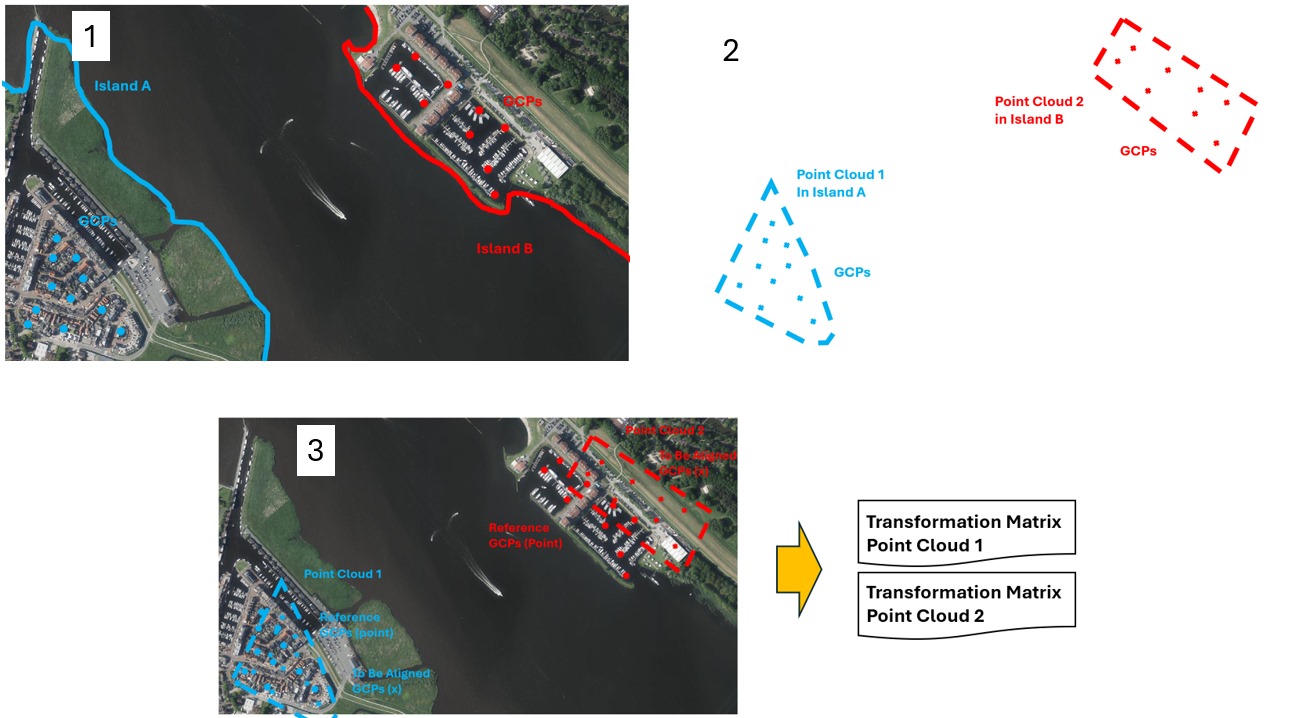 1
Island A
GCPs
GCPs
Island B
2
Point Cloud 2
in Island B
GCPs
Point Cloud 1
In Island A
GCPs
3
Point Cloud 2
To Be Aligned
GCPs (x)
Reference
GCPs (Point)
Point Cloud 1
Reference
GCPs (point)
To Be Aligned
GCPs (x)
Transformation Matrix
Point Cloud 1
Transformation Matrix
Point Cloud 2